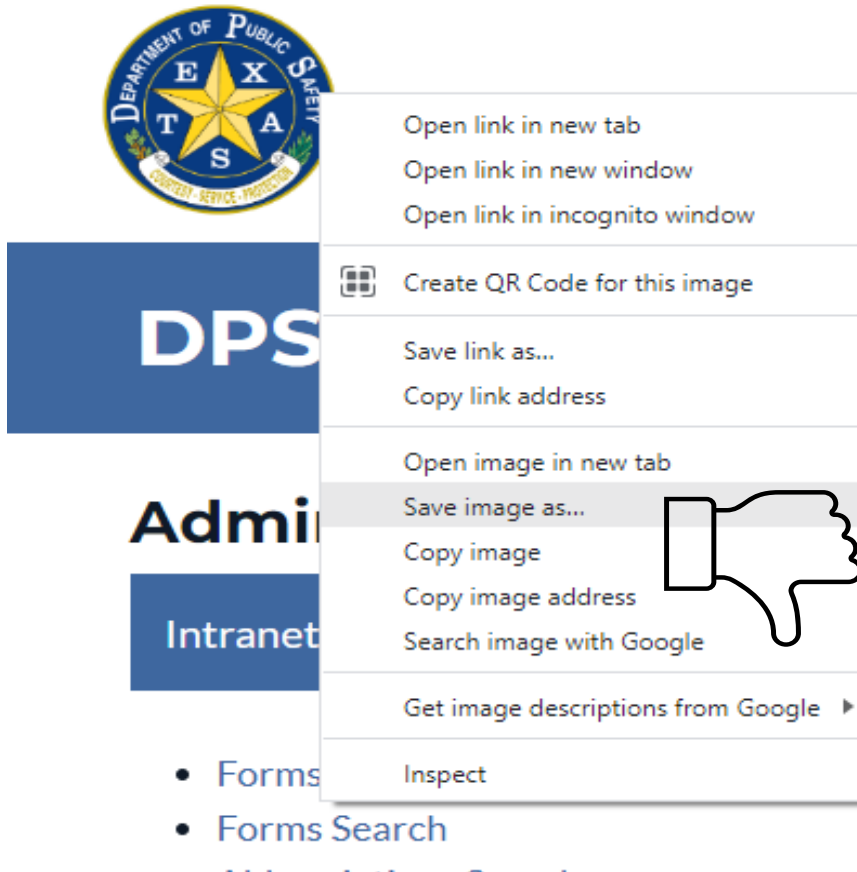 DEPARTMENT OF PUBLIC SAFETY
TEXAS
COURTESY - SERVICE - PROTECTION
Open link in new tab
Open link in new window
Open link in incognito window
Create QR Code for this image
DPS
Save link as...
Copy link address
Open image in new tab
Admi
Save image as...
Copy image
Copy image address
Intranet
Search image with Google
Get image descriptions from Google
Forms
Inspect
Forms Search